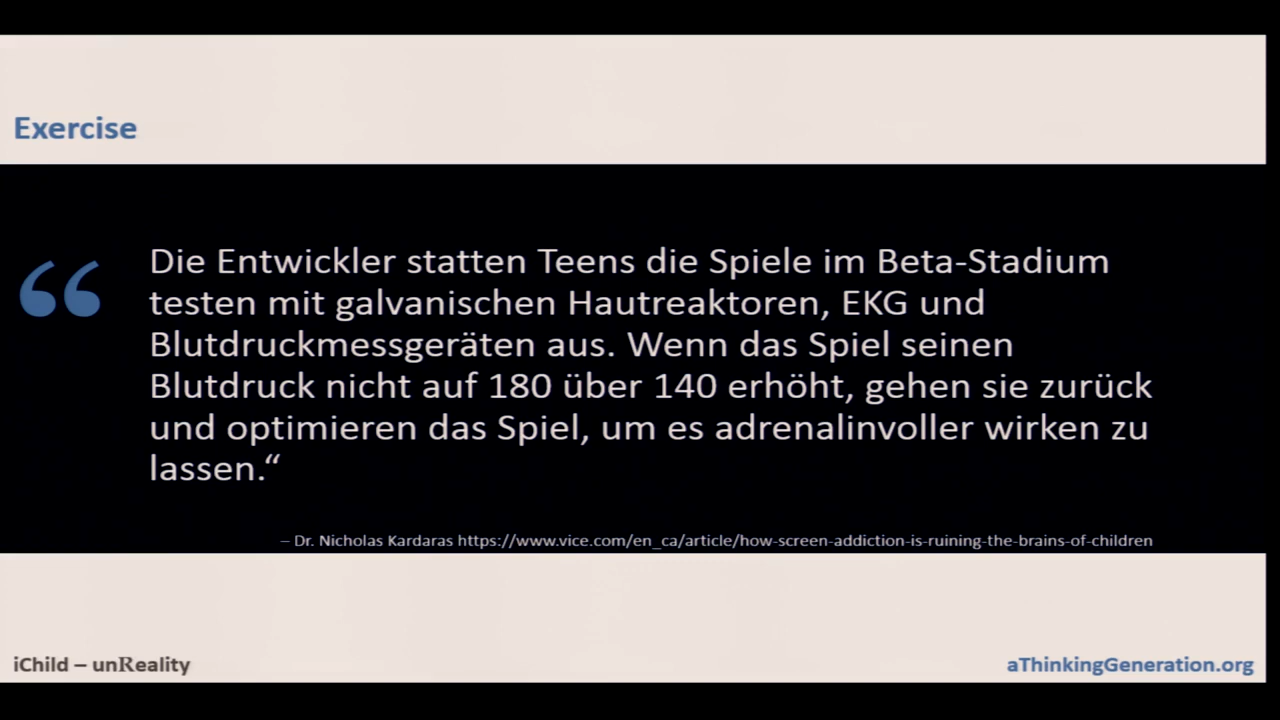 Exercise
“
Die Entwickler statten Teens die Spiele im Beta-Stadium
testen mit galvanischen Hautreaktoren, EKG und
Blutdruckmessgeräten aus. Wenn das Spiel seinen
Blutdruck nicht auf 180 über 140 erhöht, gehen sie zurück
und optimieren das Spiel, um es adrenalinvoller wirken zu
lassen.“
– Dr. Nicholas Kardaras https://www.vice.com/en_ca/article/how-screen-addiction-is-ruining-the-brains-of-children
iChild – unReality
aThinkingGeneration.org